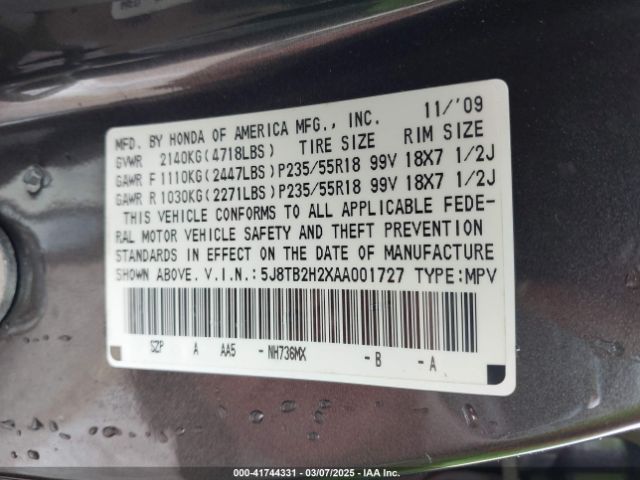 MFD. BY HONDA OF AMERICA MFG., INC. 11/'09
GVWR 2140KG(4718LBS) TIRE SIZE RIM SIZE
GAWR F 1110KG(2447LBS)P235/55R18 99V 18X7 1/2J
GAWR R 1030KG(2271LBS)P235/55R18 99V 18X7 1/2J
THIS VEHICLE CONFORMS TO ALL APPLICABLE FEDE-
RAL MOTOR VEHICLE SAFETY AND THEFT PREVENTION
STANDARDS IN EFFECT ON THE DATE OF MANUFACTURE
SHOWN ABOVE. V.I.N.:5J8TB2H2XAA001727 TYPE:MPV
SZP A AA5 -NH736MX -B -A
000-41744331 — 03/07/2025 — IAA Inc.